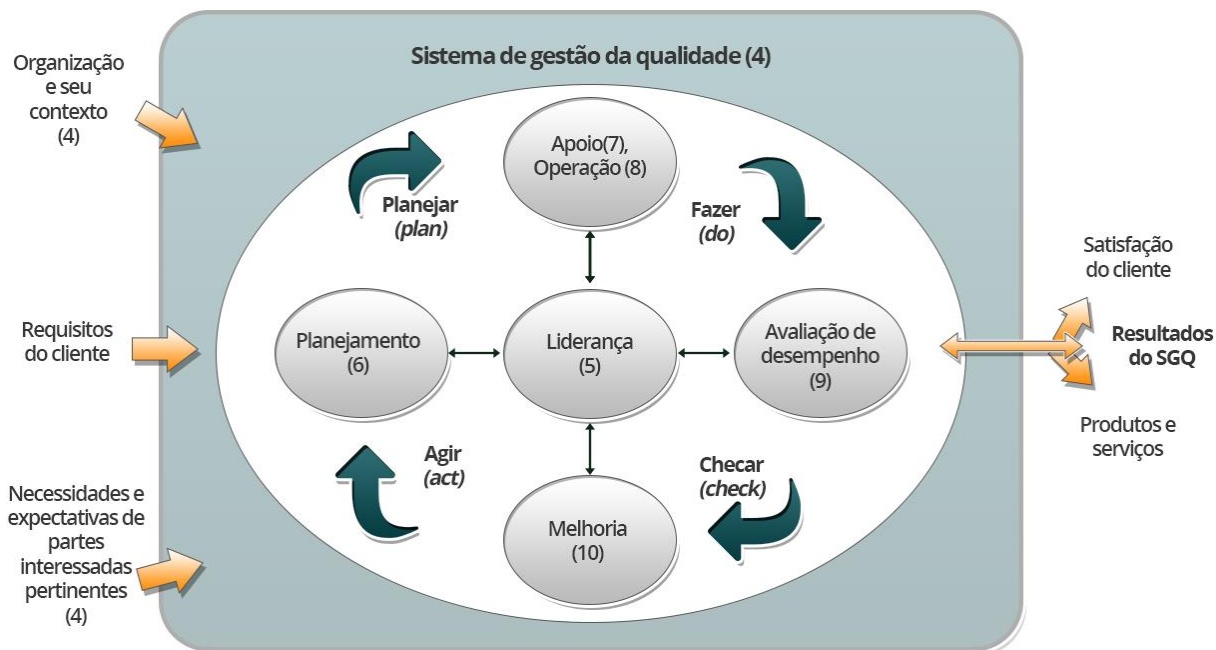 Sistema de gestão da qualidade (4)
Organização
e seu
contexto
(4)
Requisitos
do cliente
Necessidades e
expectativas de
partes
interessadas
pertinentes
(4)
Apoio(7),
Operação (8)
Planejar
(plan)
Fazer
(do)
Planejamento
(6)
Liderança
(5)
Avaliação de
desempenho
(9)
Agir
(act)
Checar
(check)
Melhoria
(10)
Satisfação
do cliente
Resultados
do SGQ
Produtos e
serviços